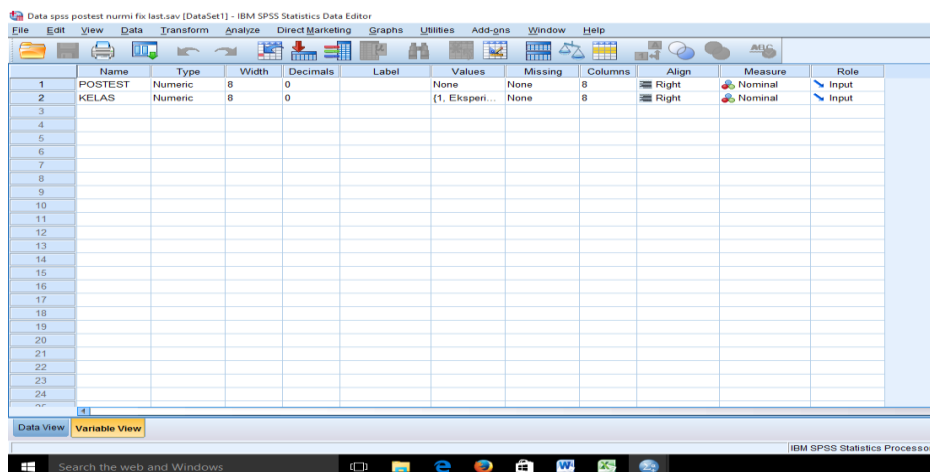 Data spss postest nurmi fix last.sav [DataSet1] - IBM SPSS Statistics Data Editor
File Edit View Data Transform Analyze Direct Marketing Graphs Utilities Add-ons Window Help
Name Type Width Decimals Label Values Missing Columns Align Measure Role
1 POSTEST Numeric 8 0 None None 8 Right Nominal Input
2 KELAS Numeric 8 0 {1, Eksperi... None 8 Right Nominal Input
3
4
5
6
7
8
9
10
11
12
13
14
15
16
17
18
19
20
21
22
23
24
Data View Variable View
IBM SPSS Statistics Processo
Search the web and Windows